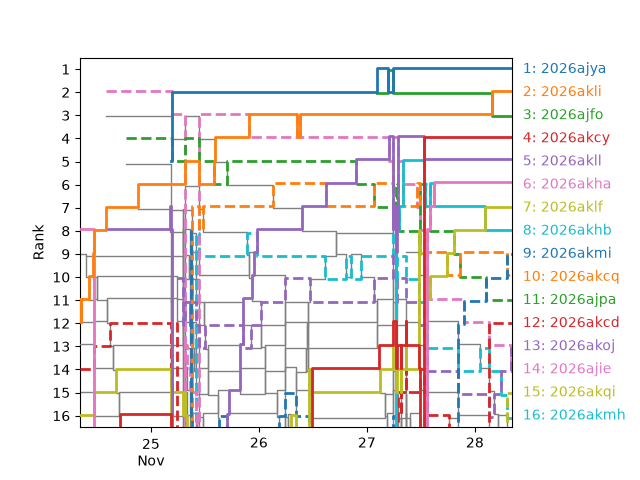 1
2
3
4
5
6
7
8
9
10
11
12
13
14
15
16
Rank
25
26
27
28
Nov
1: 2026ajya
2: 2026akli
3: 2026ajfo
4: 2026akcy
5: 2026akll
6: 2026akha
7: 2026aklf
8: 2026akhb
9: 2026akmi
10: 2026akcq
11: 2026ajpa
12: 2026akcd
13: 2026akoj
14: 2026ajie
15: 2026akqi
16: 2026akmh